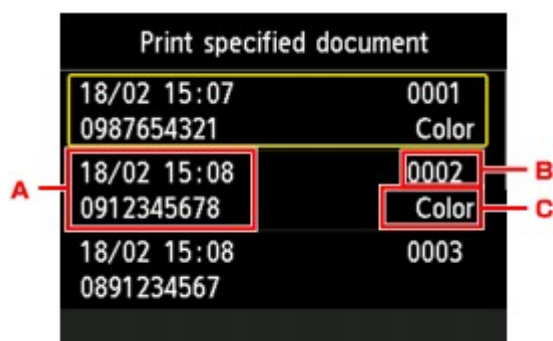 Print specified document
18/02 15:07 0001
0987654321 Color
A 18/02 15:08 0002 B
0912345678 Color C
18/02 15:08 0003
0891234567